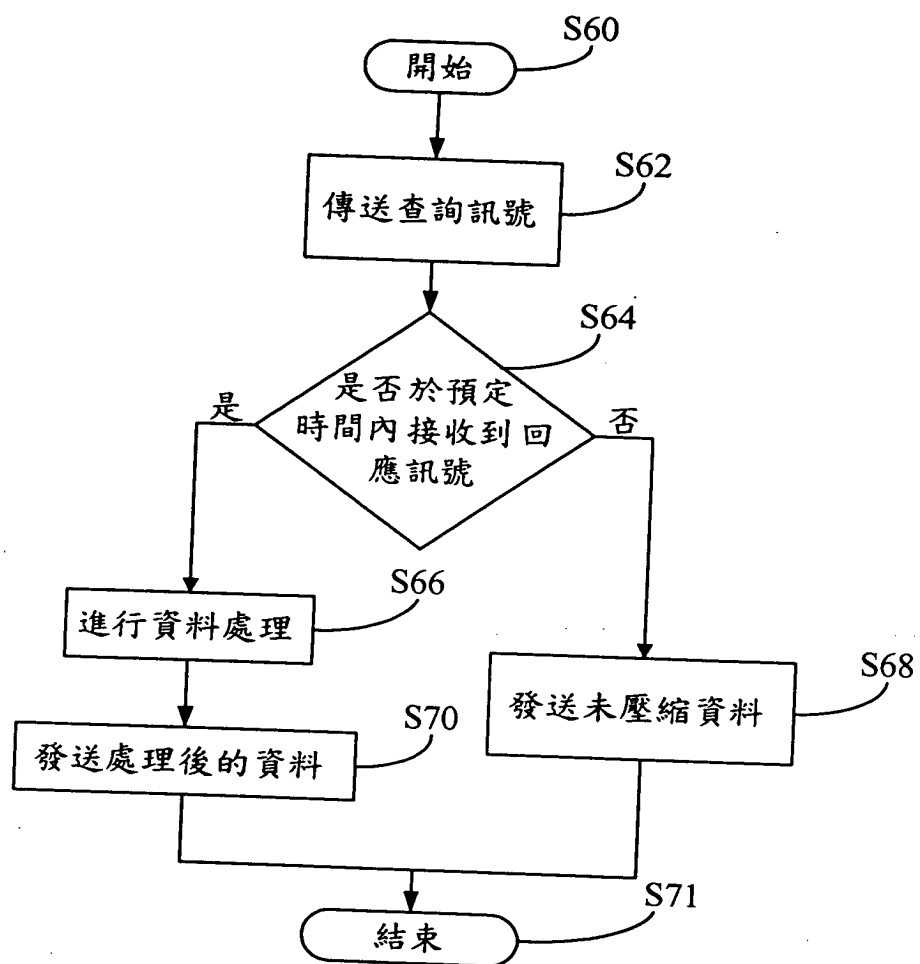 S60
開始
S62
傳送查詢訊號
S64
是否於預定
時間內接收到回
應訊號
是
否
S66
進行資料處理
S68
發送未壓縮資料
S70
發送處理後的資料
S71
結束